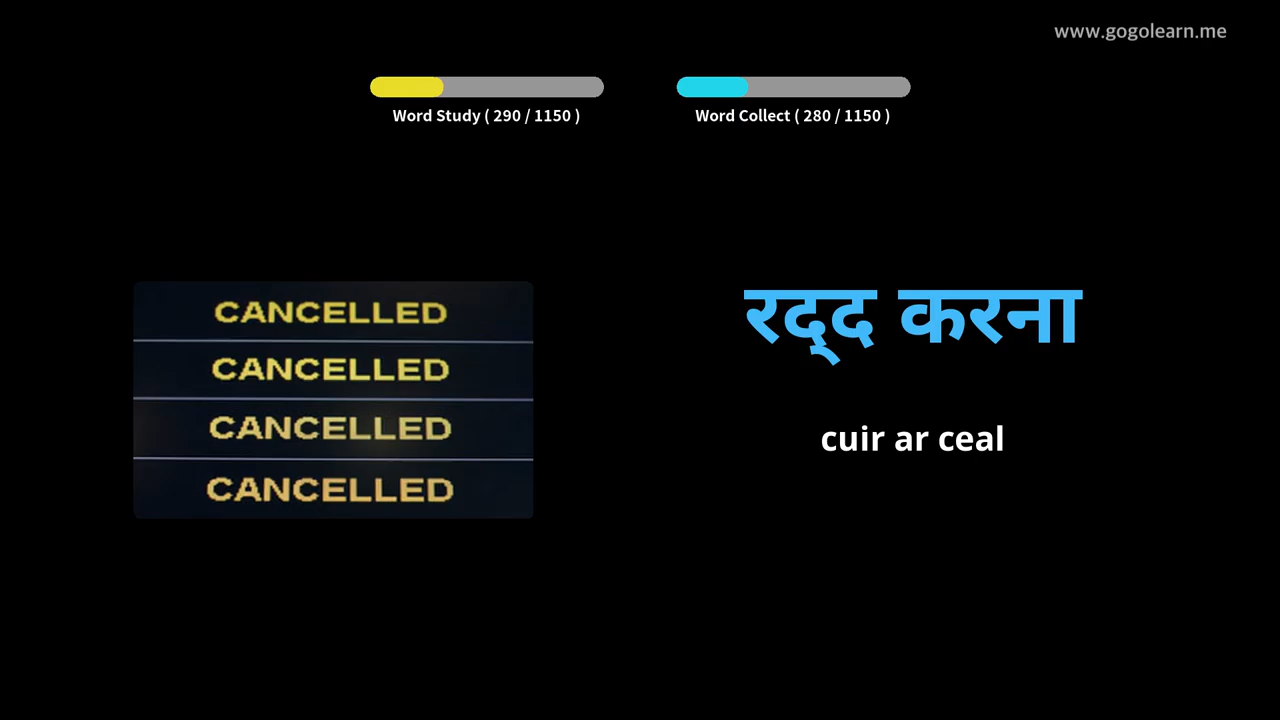 www.gogolearn.me
Word Study ( 290 / 1150 )
Word Collect ( 280 / 1150 )
CANCELLED
CANCELLED
CANCELLED
CANCELLED
रद्द करना
cuir ar ceal